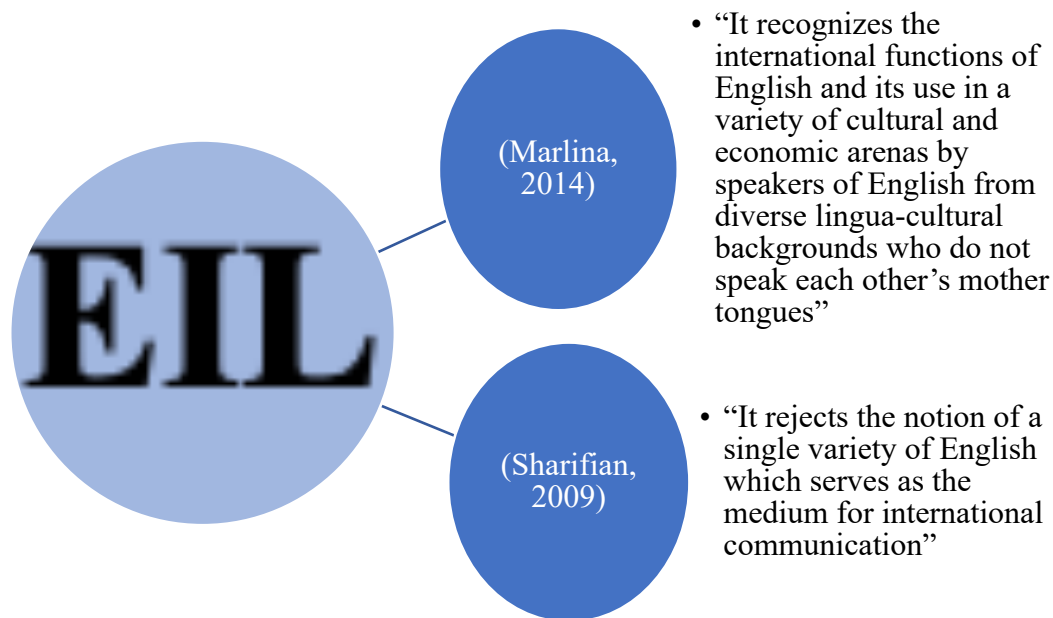 EIL
(Marlina,
2014)
• “It recognizes the
international functions of
English and its use in a
variety of cultural and
economic arenas by
speakers of English from
diverse lingua-cultural
backgrounds who do not
speak each other’s mother
tongues”
(Sharifian,
2009)
• “It rejects the notion of a
single variety of English
which serves as the
medium for international
communication”